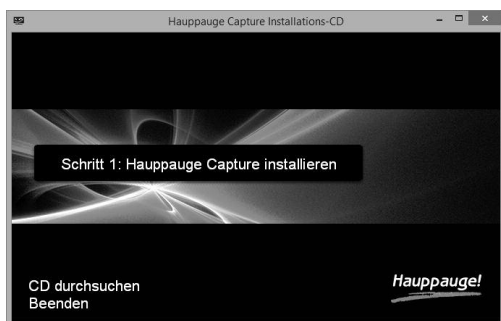 Hauppauge Capture Installations-CD
Schritt 1: Hauppauge Capture installieren
CD durchsuchen
Beenden
Hauppauge!